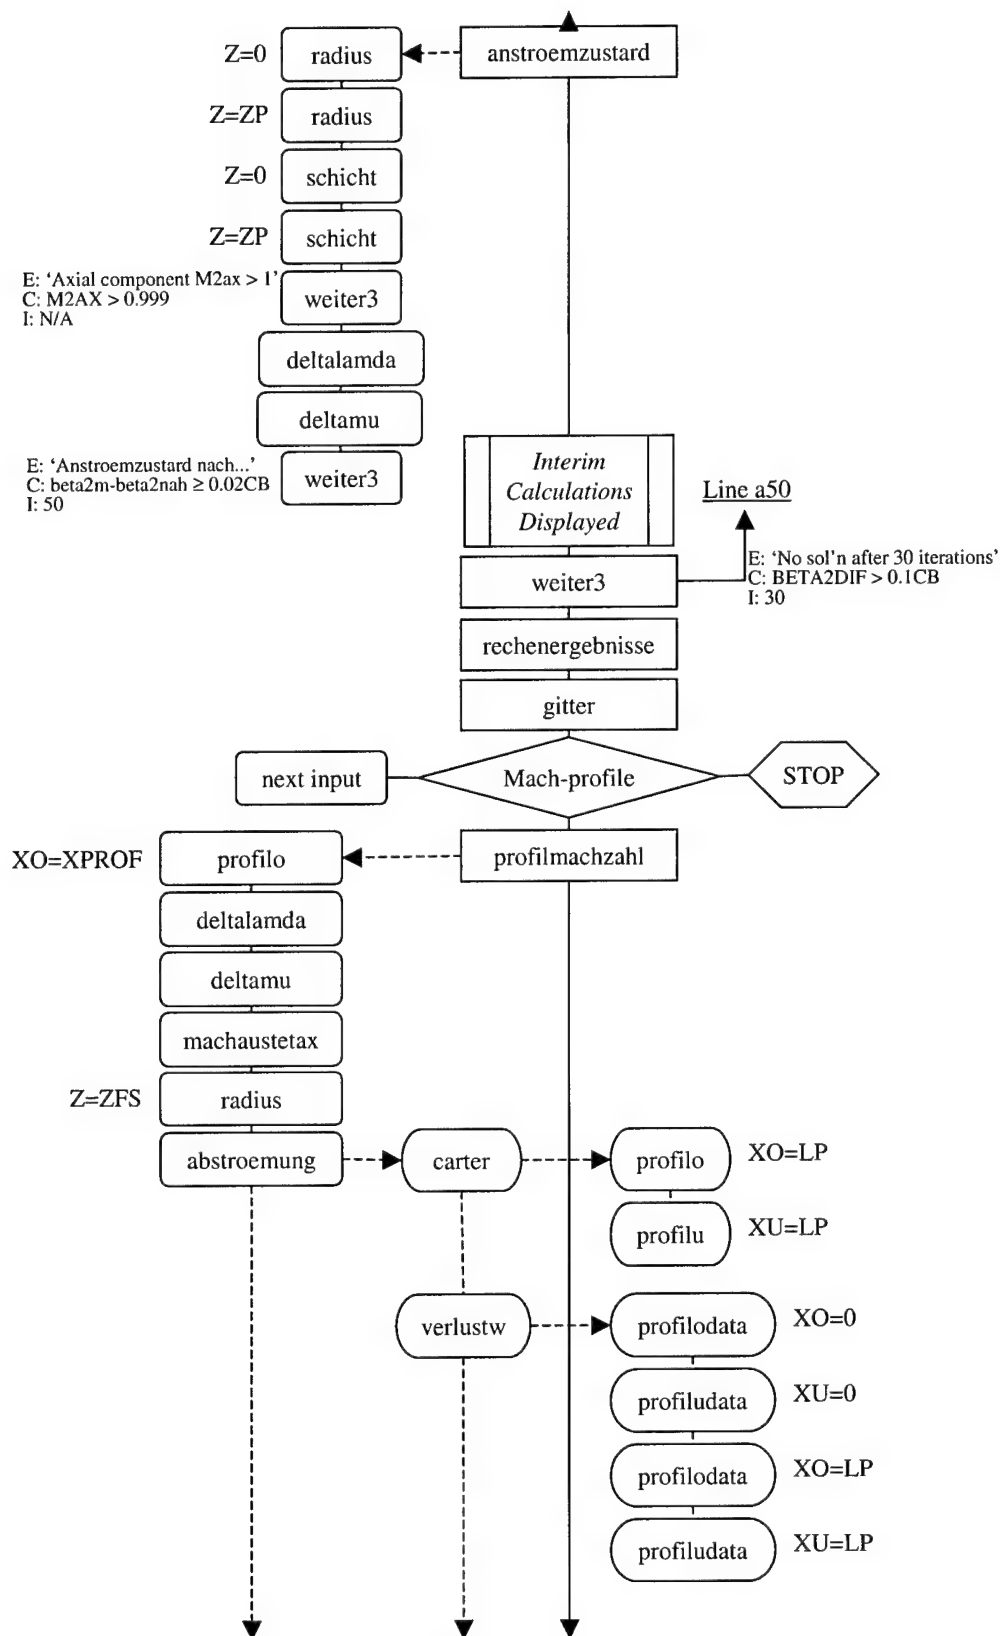 Z=0
radius
anstroemzustard
Z=ZP
radius
Z=0
schicht
Z=ZP
schicht
E: ‘Axial component M2ax > 1’
C: M2AX > 0.999
I: N/A
weiter3
deltalamda
deltamu
E: ‘Anstroemzustard nach...’
C: beta2m-beta2nah ≥ 0.02CB
I: 50
weiter3
Interim
Calculations
Displayed
Line a50
E: ‘No sol’n after 30 iterations’
C: BETA2DIF > 0.1CB
I: 30
weiter3
rechenergebnisse
gitter
next input
Mach-profile
STOP
XO=XPROF
profilo
profilmachzahl
deltalamda
deltamu
machaustetax
Z=ZFS
radius
abstroemung
carter
profilo
XO=LP
profilu
XU=LP
verlustw
profilodata
XO=0
profiludata
XU=0
profilodata
XO=LP
profiludata
XU=LP